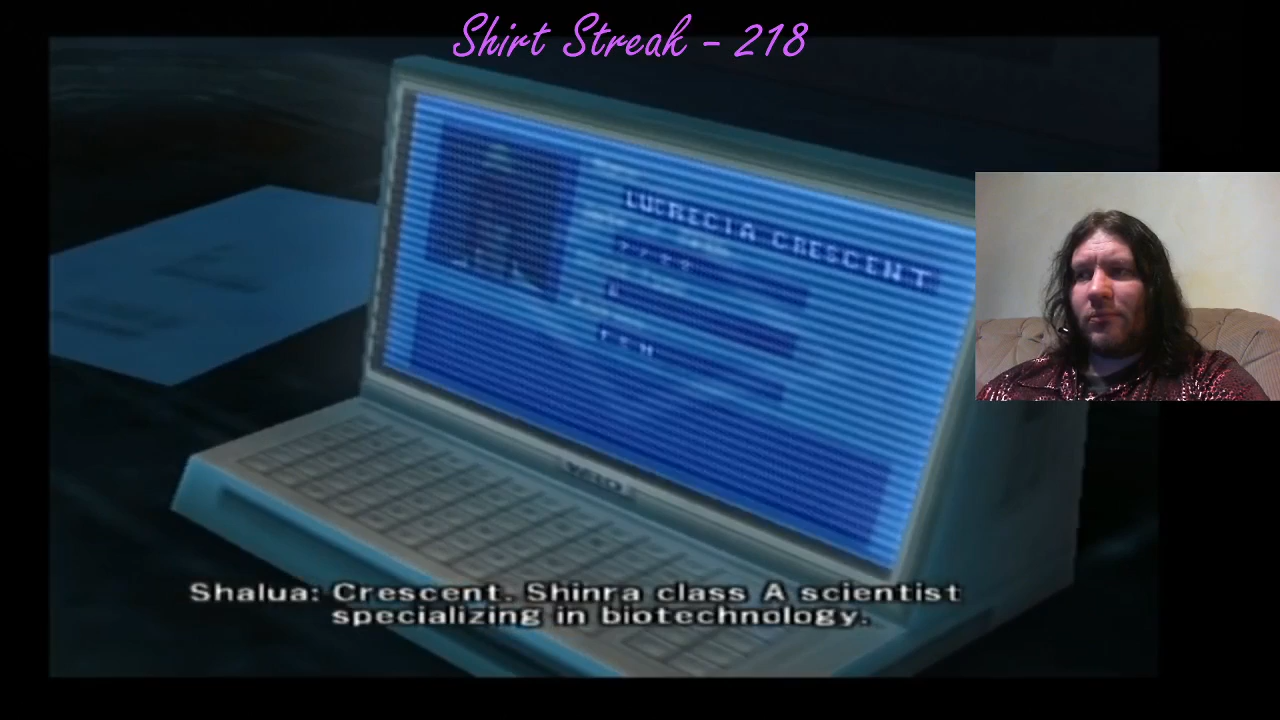 Shirt Streak - 218
LUCRECIA CRESCENT
Shalua: Crescent. Shinra class A scientist
specializing in biotechnology.